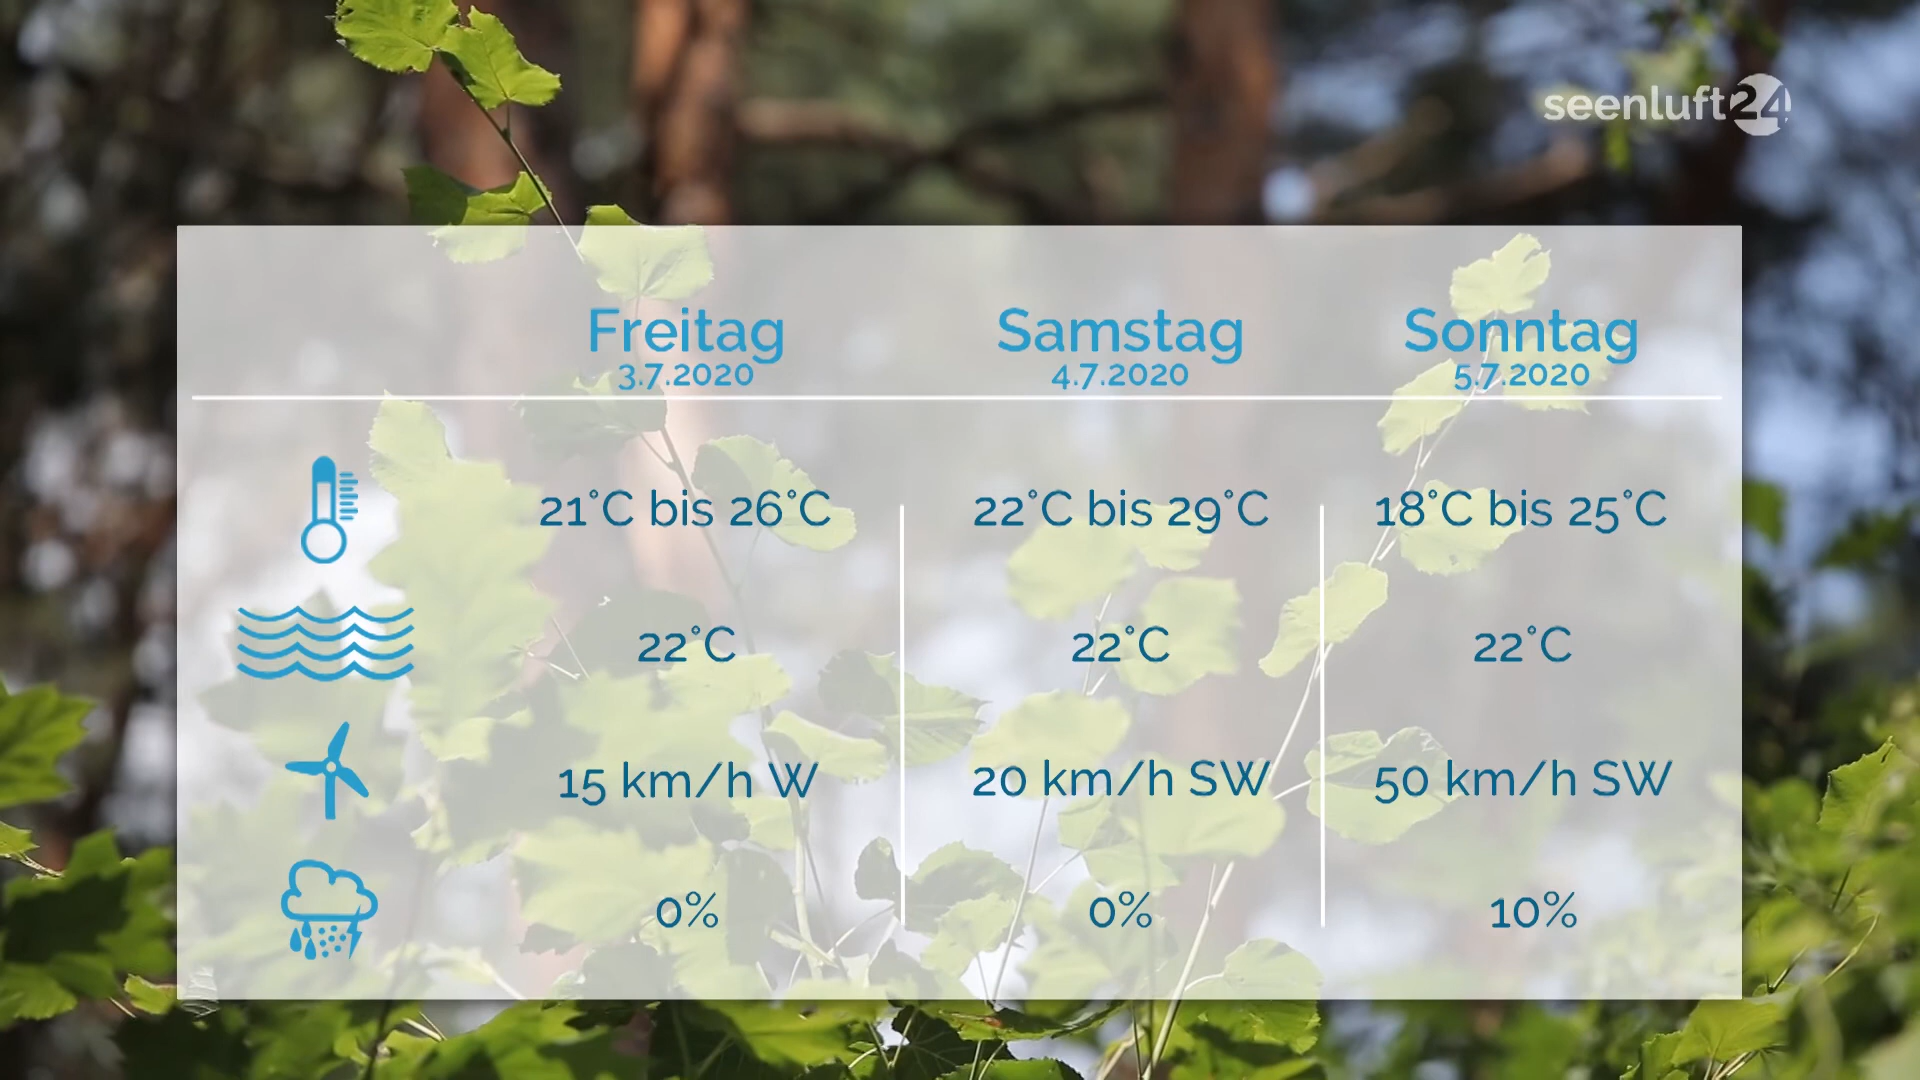 seenluft24
Freitag Samstag Sonntag
3.7.2020 4.7.2020 5.7.2020
21°C bis 26°C 22°C bis 29°C 18°C bis 25°C
22°C 22°C 22°C
15 km/h W 20 km/h SW 50 km/h SW
0% 0% 10%